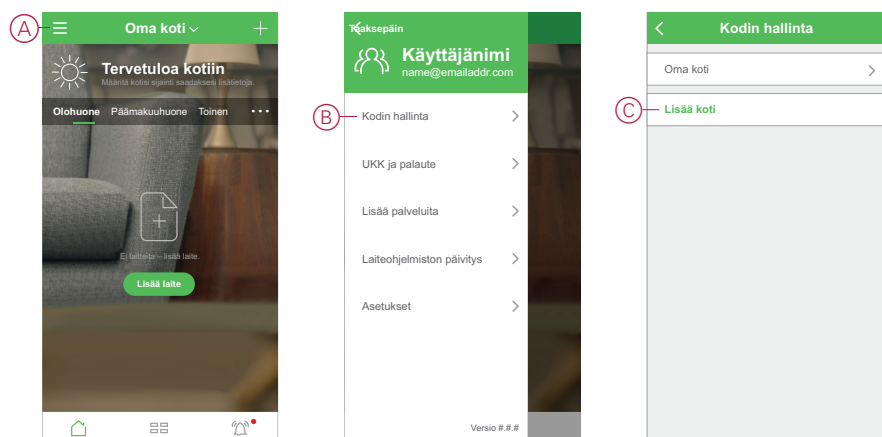 A
Oma koti
Tervetuloa kotiin
Määritä kotisi sijainti saadaksesi lisätietoja.
Olohuone Päämakuuhuone Toinen
Ei laitteita – lisää laite.
Lisää laite
Taaksepäin
Käyttäjänimi
name@emailaddr.com
B
Kodin hallinta
UKK ja palaute
Lisää palveluita
Laiteohjelmiston päivitys
Asetukset
Versio #.#.#
Kodin hallinta
Oma koti
C
Lisää koti